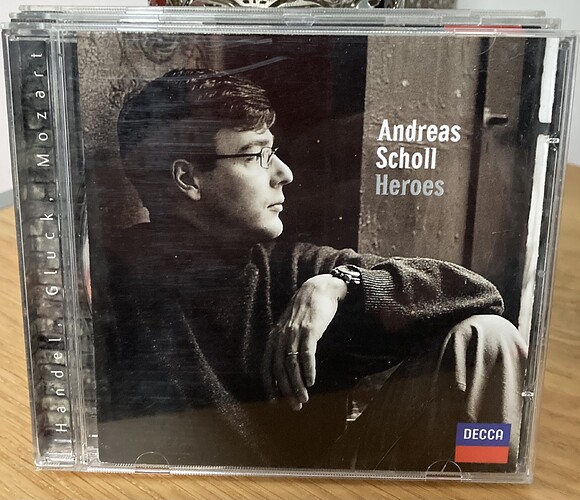 Andreas
Scholl
Heroes
DECCA
Handel, Gluck, Mozart